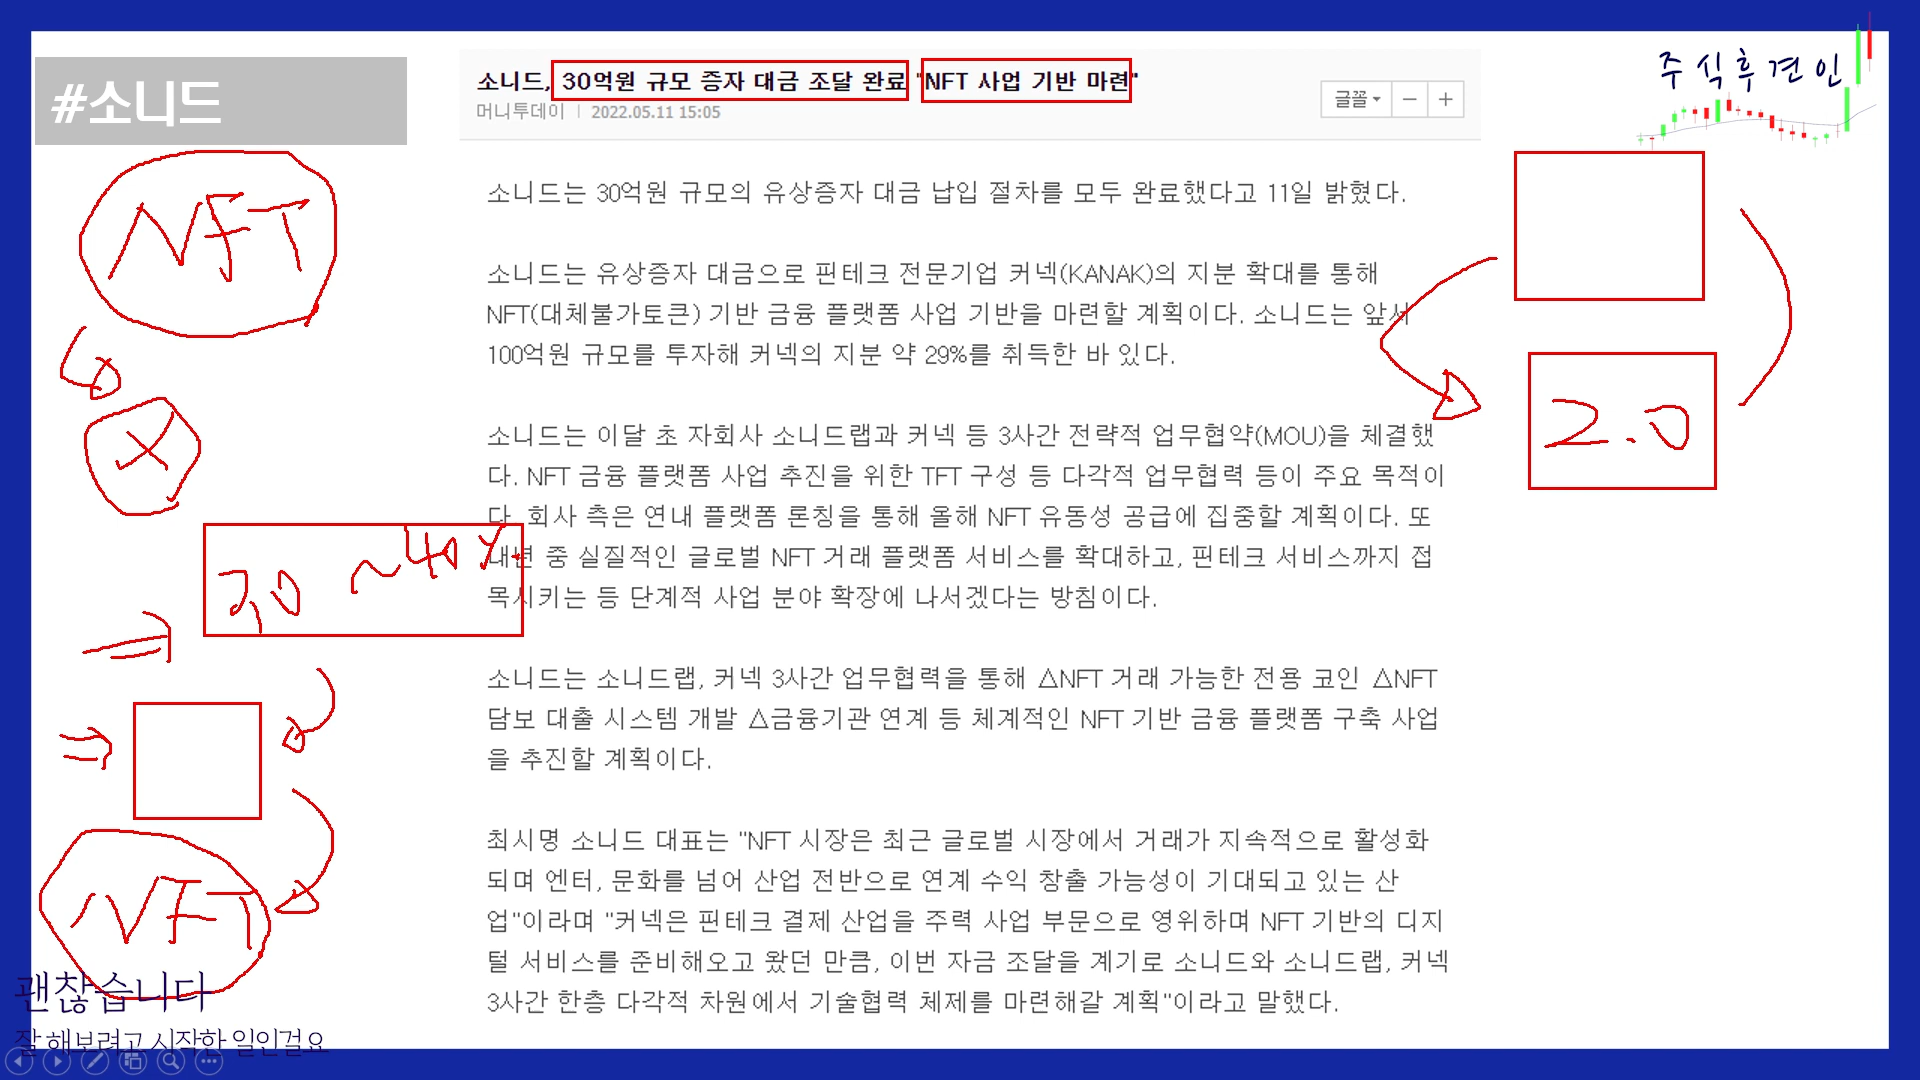 #소니드
소니드, 30억원 규모 증자 대금 조달 완료 "NFT 사업 기반 마련"
머니투데이 | 2022.05.11 15:05
글꼴
주식후견인
소니드는 30억원 규모의 유상증자 대금 납입 절차를 모두 완료했다고 11일 밝혔다.
소니드는 유상증자 대금으로 핀테크 전문기업 커넥(KANAK)의 지분 확대를 통해
NFT(대체불가토큰) 기반 금융 플랫폼 사업 기반을 마련할 계획이다. 소니드는 앞서
100억원 규모를 투자해 커넥의 지분 약 29%를 취득한 바 있다.
소니드는 이달 초 자회사 소니드랩과 커넥 등 3사간 전략적 업무협약(MOU)을 체결했
다. NFT 금융 플랫폼 사업 추진을 위한 TFT 구성 등 다각적 업무협력 등이 주요 목적이
다. 회사 측은 연내 플랫폼 론칭을 통해 올해 NFT 유동성 공급에 집중할 계획이다. 또
내년 중 실질적인 글로벌 NFT 거래 플랫폼 서비스를 확대하고, 핀테크 서비스까지 접
목시키는 등 단계적 사업 분야 확장에 나서겠다는 방침이다.
소니드는 소니드랩, 커넥 3사간 업무협력을 통해 △NFT 거래 가능한 전용 코인 △NFT
담보 대출 시스템 개발 △금융기관 연계 등 체계적인 NFT 기반 금융 플랫폼 구축 사업
을 추진할 계획이다.
최시명 소니드 대표는 "NFT 시장은 최근 글로벌 시장에서 거래가 지속적으로 활성화
되며 엔터, 문화를 넘어 산업 전반으로 연계 수익 창출 가능성이 기대되고 있는 산
업"이라며 "커넥은 핀테크 결제 산업을 주력 사업 부문으로 영위하며 NFT 기반의 디지
털 서비스를 준비해오고 왔던 만큼, 이번 자금 조달을 계기로 소니드와 소니드랩, 커넥
3사간 한층 다각적 차원에서 기술협력 체제를 마련해갈 계획"이라고 말했다.
NFT
X
30 ~40%
NFT
2.0
괜찮습니다
잘 해보려고 시작한 일인걸요